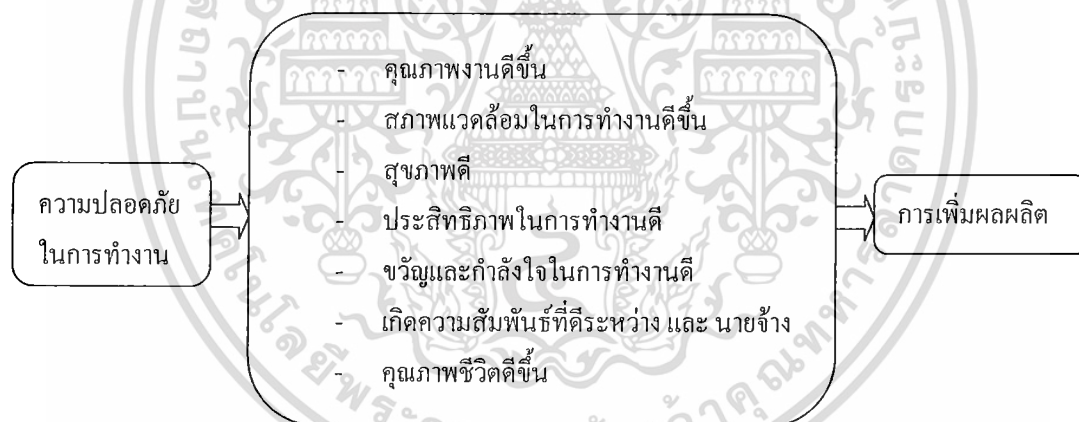 ความปลอดภัย
ในการทำงาน
- คุณภาพงานดีขึ้น
- สภาพแวดล้อมในการทำงานดีขึ้น
- สุขภาพดี
- ประสิทธิภาพในการทำงานดี
- ขวัญและกำลังใจในการทำงานดี
- เกิดความสัมพันธ์ที่ดีระหว่าง และ นายจ้าง
- คุณภาพชีวิตดีขึ้น
การเพิ่มผลผลิต